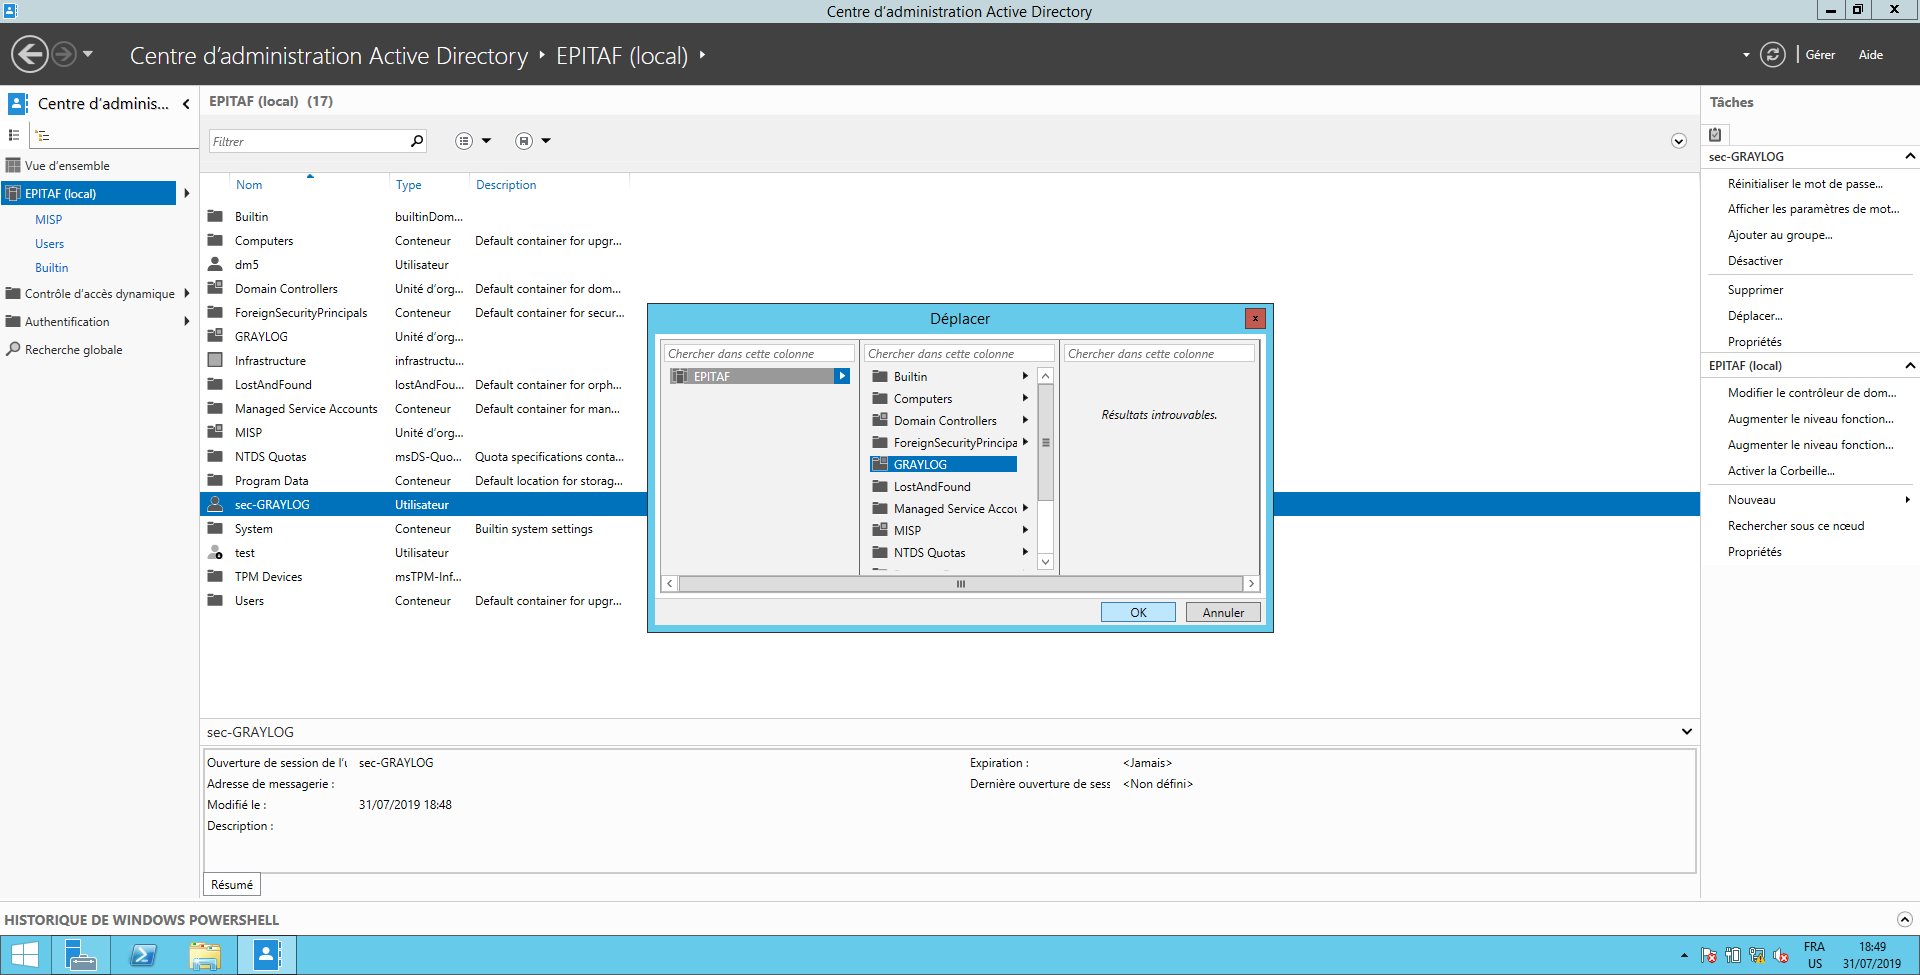 Centre d'administration Active Directory
Centre d'administration Active Directory EPITAF (local)
Gérer Aide
Centre d'adminis...
Vue d'ensemble
EPITAF (local)
MISP
Users
Builtin
Contrôle d'accès dynamique
Authentification
Recherche globale
EPITAF (local) (17)
Filtrer
Nom Type Description
Builtin builtinDom...
Computers Conteneur Default container for upgr...
dm5 Utilisateur
Domain Controllers Unité d'org... Default container for dom...
ForeignSecurityPrincipals Conteneur Default container for secur...
GRAYLOG Unité d'org...
Infrastructure infrastructu...
LostAndFound lostAndFou... Default container for orph...
Managed Service Accounts Conteneur Default container for man...
MISP Unité d'org...
NTDS Quotas msDS-Quo... Quota specifications conta...
Program Data Conteneur Default location for storag...
sec-GRAYLOG Utilisateur
System Conteneur Builtin system settings
test Utilisateur
TPM Devices msTPM-Inf...
Users Conteneur Default container for upgr...
Déplacer
x
Chercher dans cette colonne
EPITAF
Chercher dans cette colonne
Builtin
Computers
Domain Controllers
ForeignSecurityPrincipa
GRAYLOG
LostAndFound
Managed Service Accou
MISP
NTDS Quotas
Chercher dans cette colonne
Résultats introuvables.
OK Annuler
sec-GRAYLOG
Ouverture de session de l'u sec-GRAYLOG
Adresse de messagerie :
Modifié le : 31/07/2019 18:48
Description :
Expiration : <Jamais>
Dernière ouverture de sess <Non défini>
Résumé
Tâches
sec-GRAYLOG
Réinitialiser le mot de passe...
Afficher les paramètres de mot...
Ajouter au groupe...
Désactiver
Supprimer
Déplacer...
Propriétés
EPITAF (local)
Modifier le contrôleur de dom...
Augmenter le niveau fonction...
Augmenter le niveau fonction...
Activer la Corbeille...
Nouveau
Rechercher sous ce nœud
Propriétés
HISTORIQUE DE WINDOWS POWERSHELL
FRA
US
18:49
31/07/2019